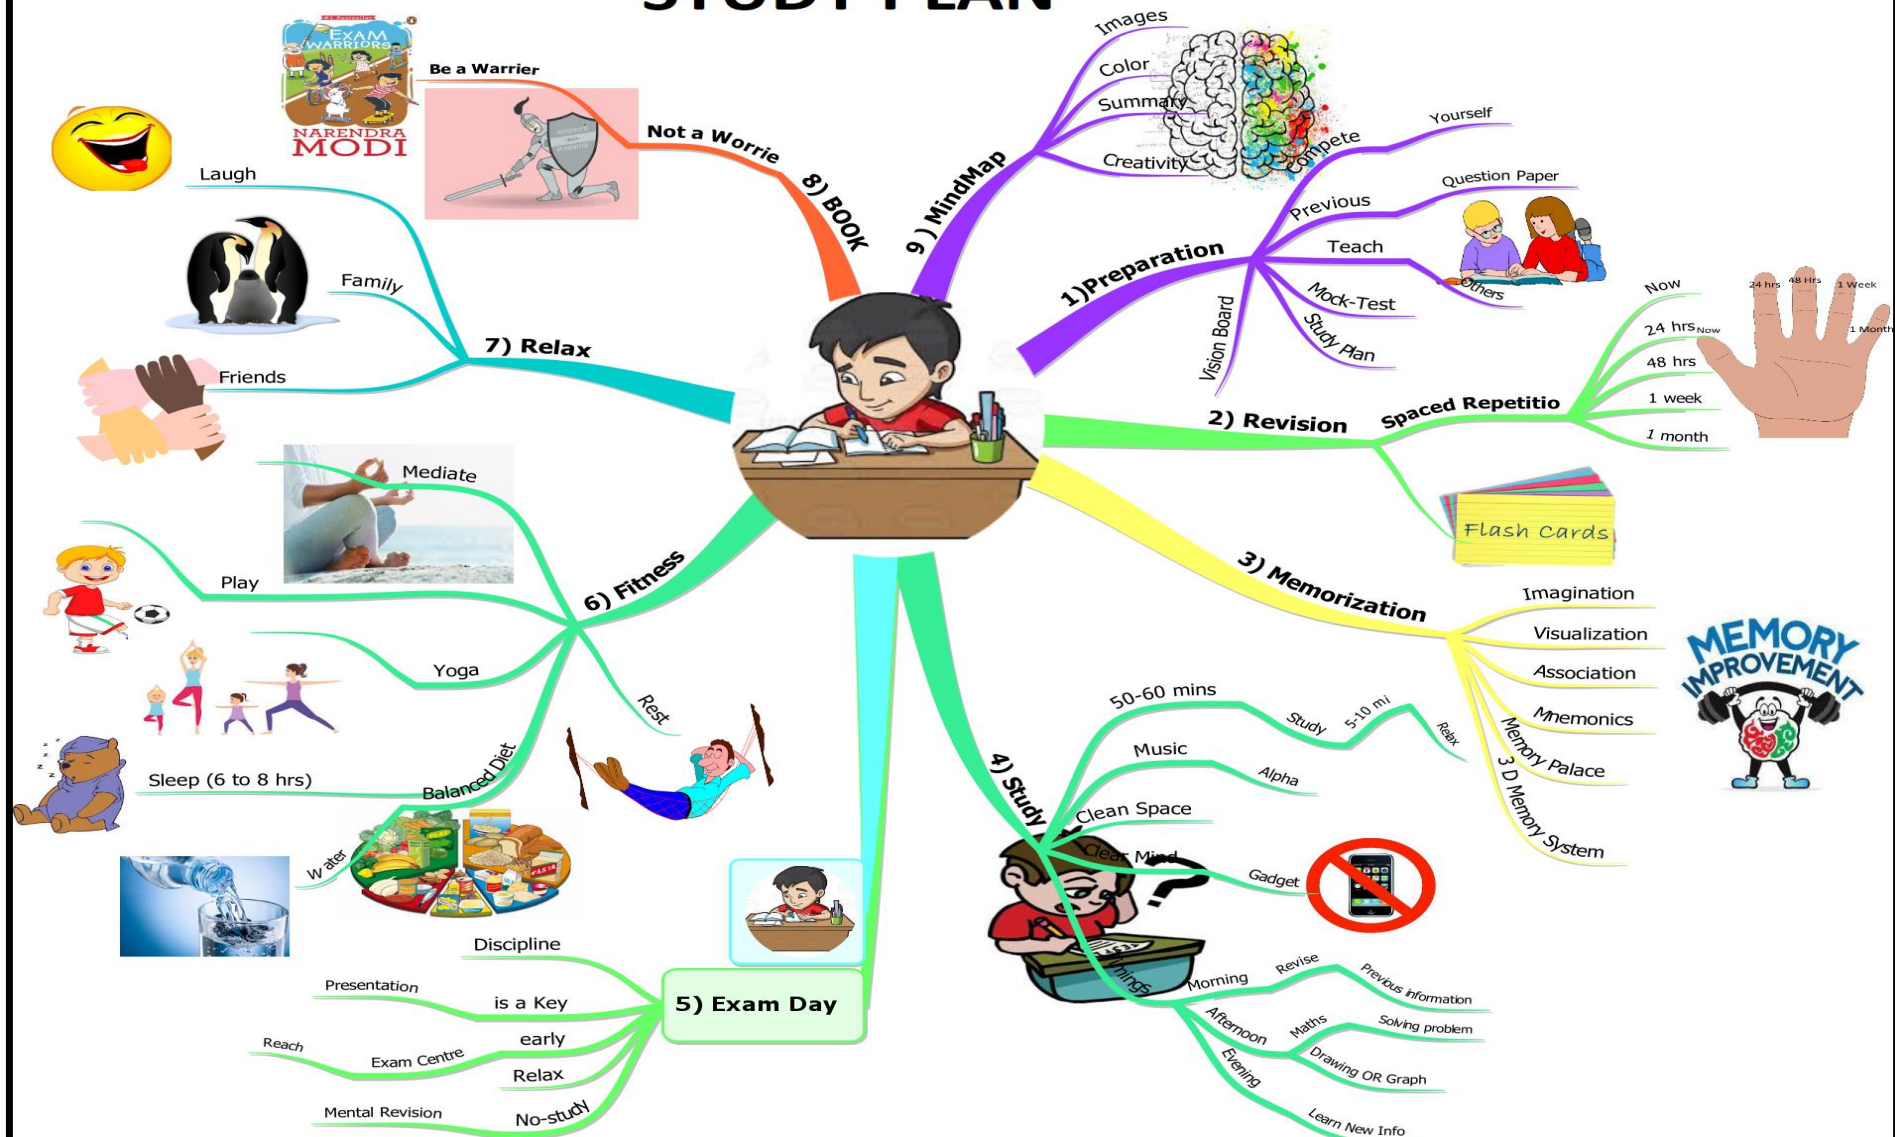 STUDY PLAN
9 ) MindMap
Images
Color
Summary
Creativity
1)Preparation
Compete
Yourself
Previous
Question Paper
Teach
Others
Mock-Test
Study Plan
Vision Board
2) Revision
Spaced Repetitio
Now
24 hrs
48 hrs
1 week
1 month
Now
24 hrs
48 Hrs
1 Week
1 Month
Flash Cards
3) Memorization
Imagination
Visualization
Association
Mnemonics
Memory Palace
3 D Memory System
MEMORY
IMPROVEMENT
4) Study
50-60 mins
Study
5-10 mi
Relax
Music
Alpha
Clean Space
Clear Mind
Gadget
Timings
Morning
Revise
Previous information
Afternoon
Maths
Solving problem
Drawing OR Graph
Evening
Learn New Info
TEST
5) Exam Day
Discipline
is a Key
Presentation
early
Exam Centre
Reach
Relax
No-study
Mental Revision
6) Fitness
Mediate
Play
Yoga
Rest
Balanced Diet
Sleep (6 to 8 hrs)
Water
7) Relax
Laugh
Family
Friends
8) BOOK
Not a Worrie
Be a Warrier
EXAM
WARRIORS
NARENDRA
MODI